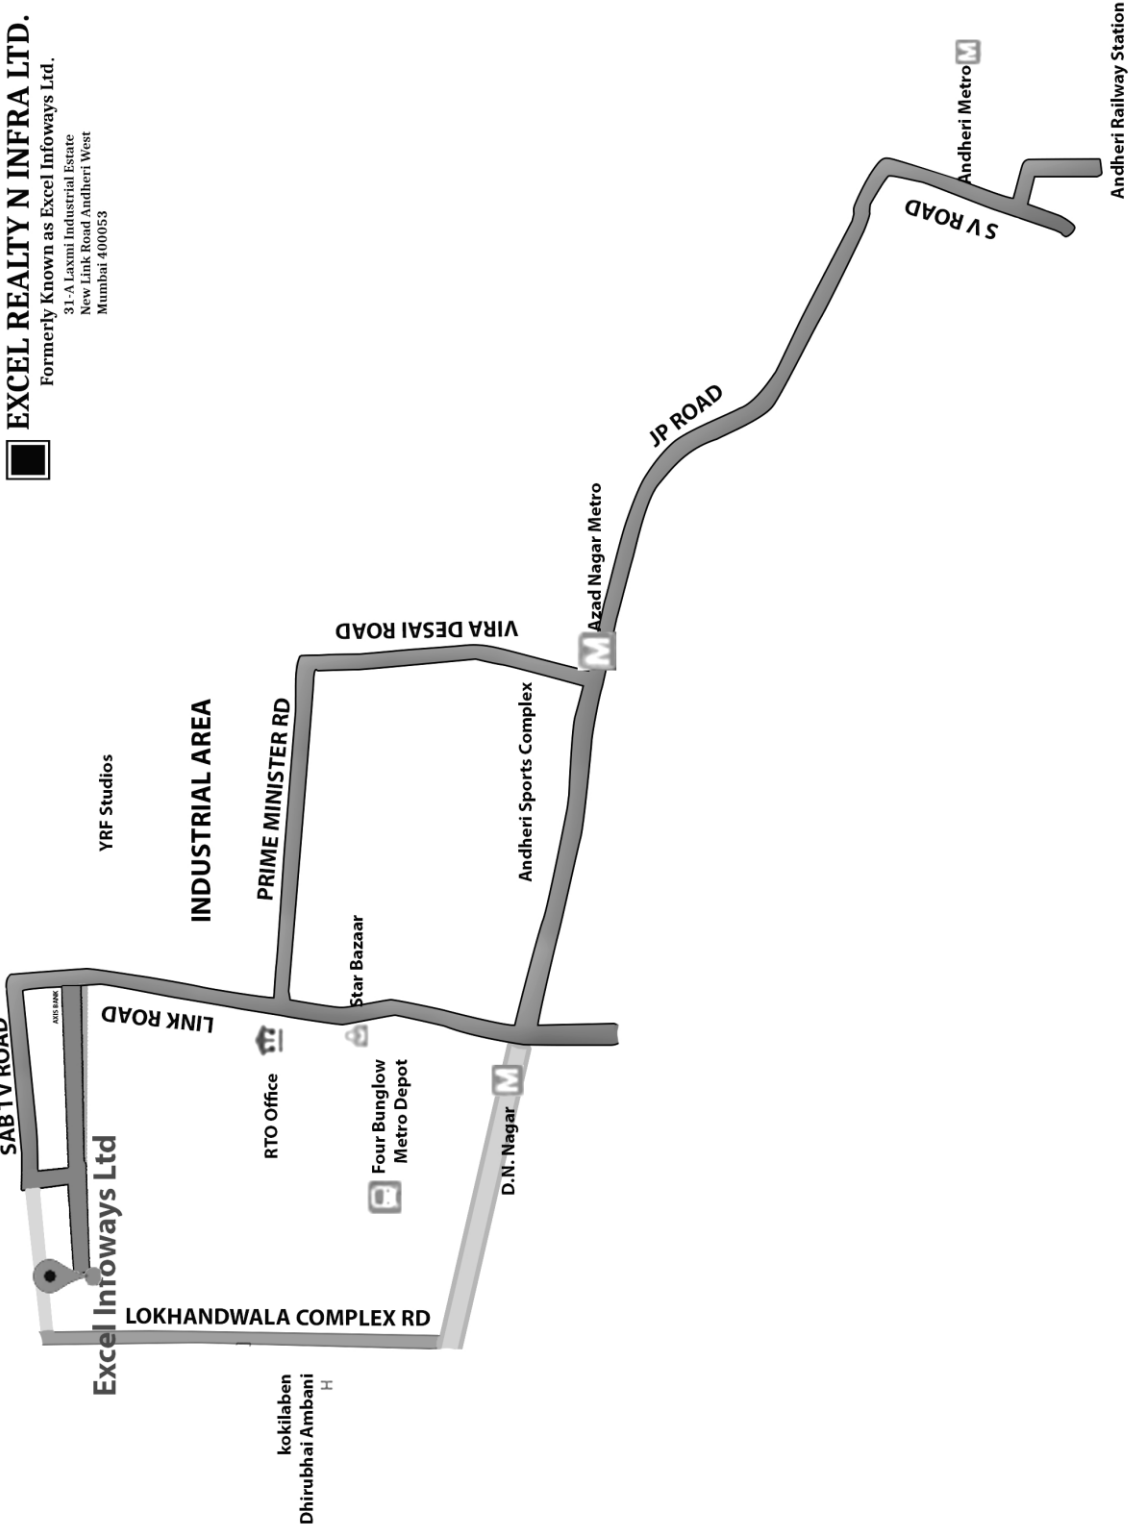 EXCEL REALTY N INFRA LTD.
Formerly Known as Excel Infoways Ltd.
31-A Laxmi Industrial Estate
New Link Road Andheri West
Mumbai 400053
SAB TV ROAD
AXIS BANK
Excel Infoways Ltd
LINK ROAD
YRF Studios
INDUSTRIAL AREA
PRIME MINISTER RD
VIRA DESAI ROAD
RTO Office
Star Bazaar
Four Bunglow
Metro Depot
LOKHANDWALA COMPLEX RD
kokilaben
Dhirubhai Ambani
H
M
D.N. Nagar
Andheri Sports Complex
M
Azad Nagar Metro
JP ROAD
S V ROAD
Andheri Metro
M
Andheri Railway Station